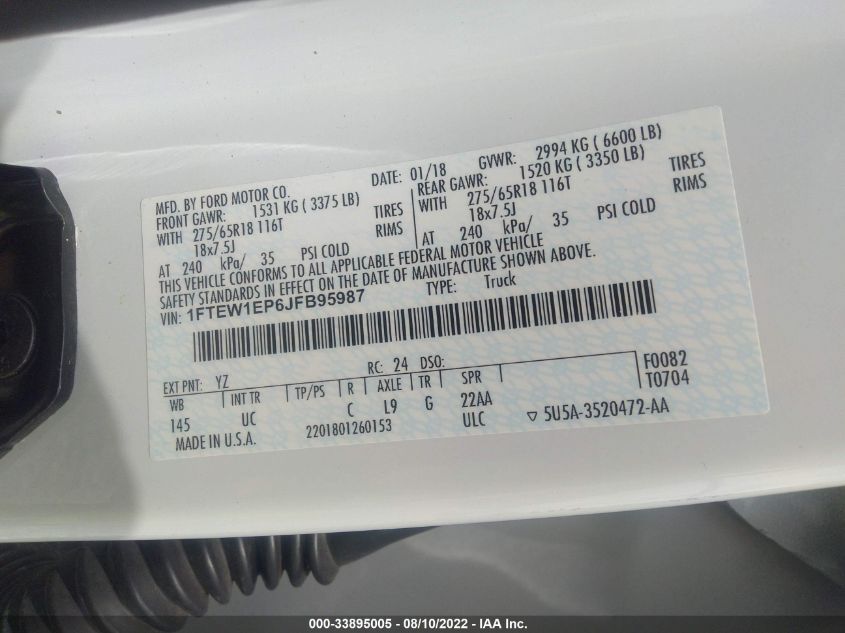 MFD. BY FORD MOTOR CO.
DATE: 01/18 GVWR: 2994 KG ( 6600 LB)
FRONT GAWR: 1531 KG ( 3375 LB) REAR GAWR: 1520 KG ( 3350 LB)
WITH 275/65R18 116T TIRES WITH 275/65R18 116T TIRES
18x7.5J RIMS 18x7.5J RIMS
AT 240 kPa/ 35 PSI COLD AT 240 kPa/ 35 PSI COLD
THIS VEHICLE CONFORMS TO ALL APPLICABLE FEDERAL MOTOR VEHICLE
SAFETY STANDARDS IN EFFECT ON THE DATE OF MANUFACTURE SHOWN ABOVE.
VIN: 1FTEW1EP6JFB95987 TYPE: Truck
EXT PNT: YZ RC: 24 DSO: F0082
WB INT TR TP/PS R AXLE TR SPR T0704
145 UC C L9 G 22AA
MADE IN U.S.A. 2201801260153 ULC ▽ 5U5A-3520472-AA
000-33895005 - 08/10/2022 - IAA Inc.